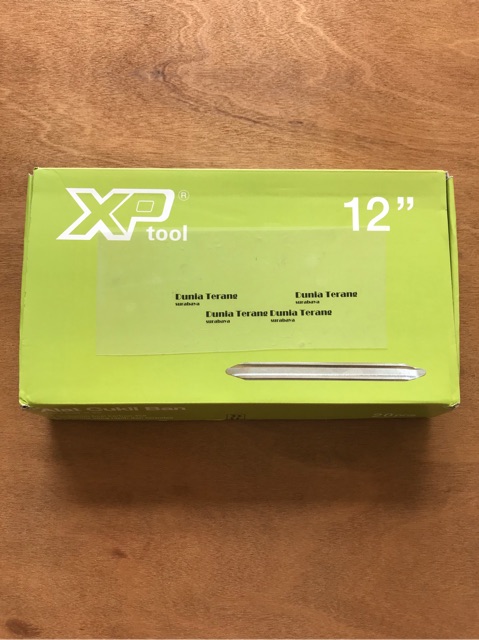 XP® tool
12”
Dunia Terang
surabaya
Dunia Terang
surabaya
Dunia Terang
surabaya
Dunia Terang
surabaya
Alat Cukil Ban